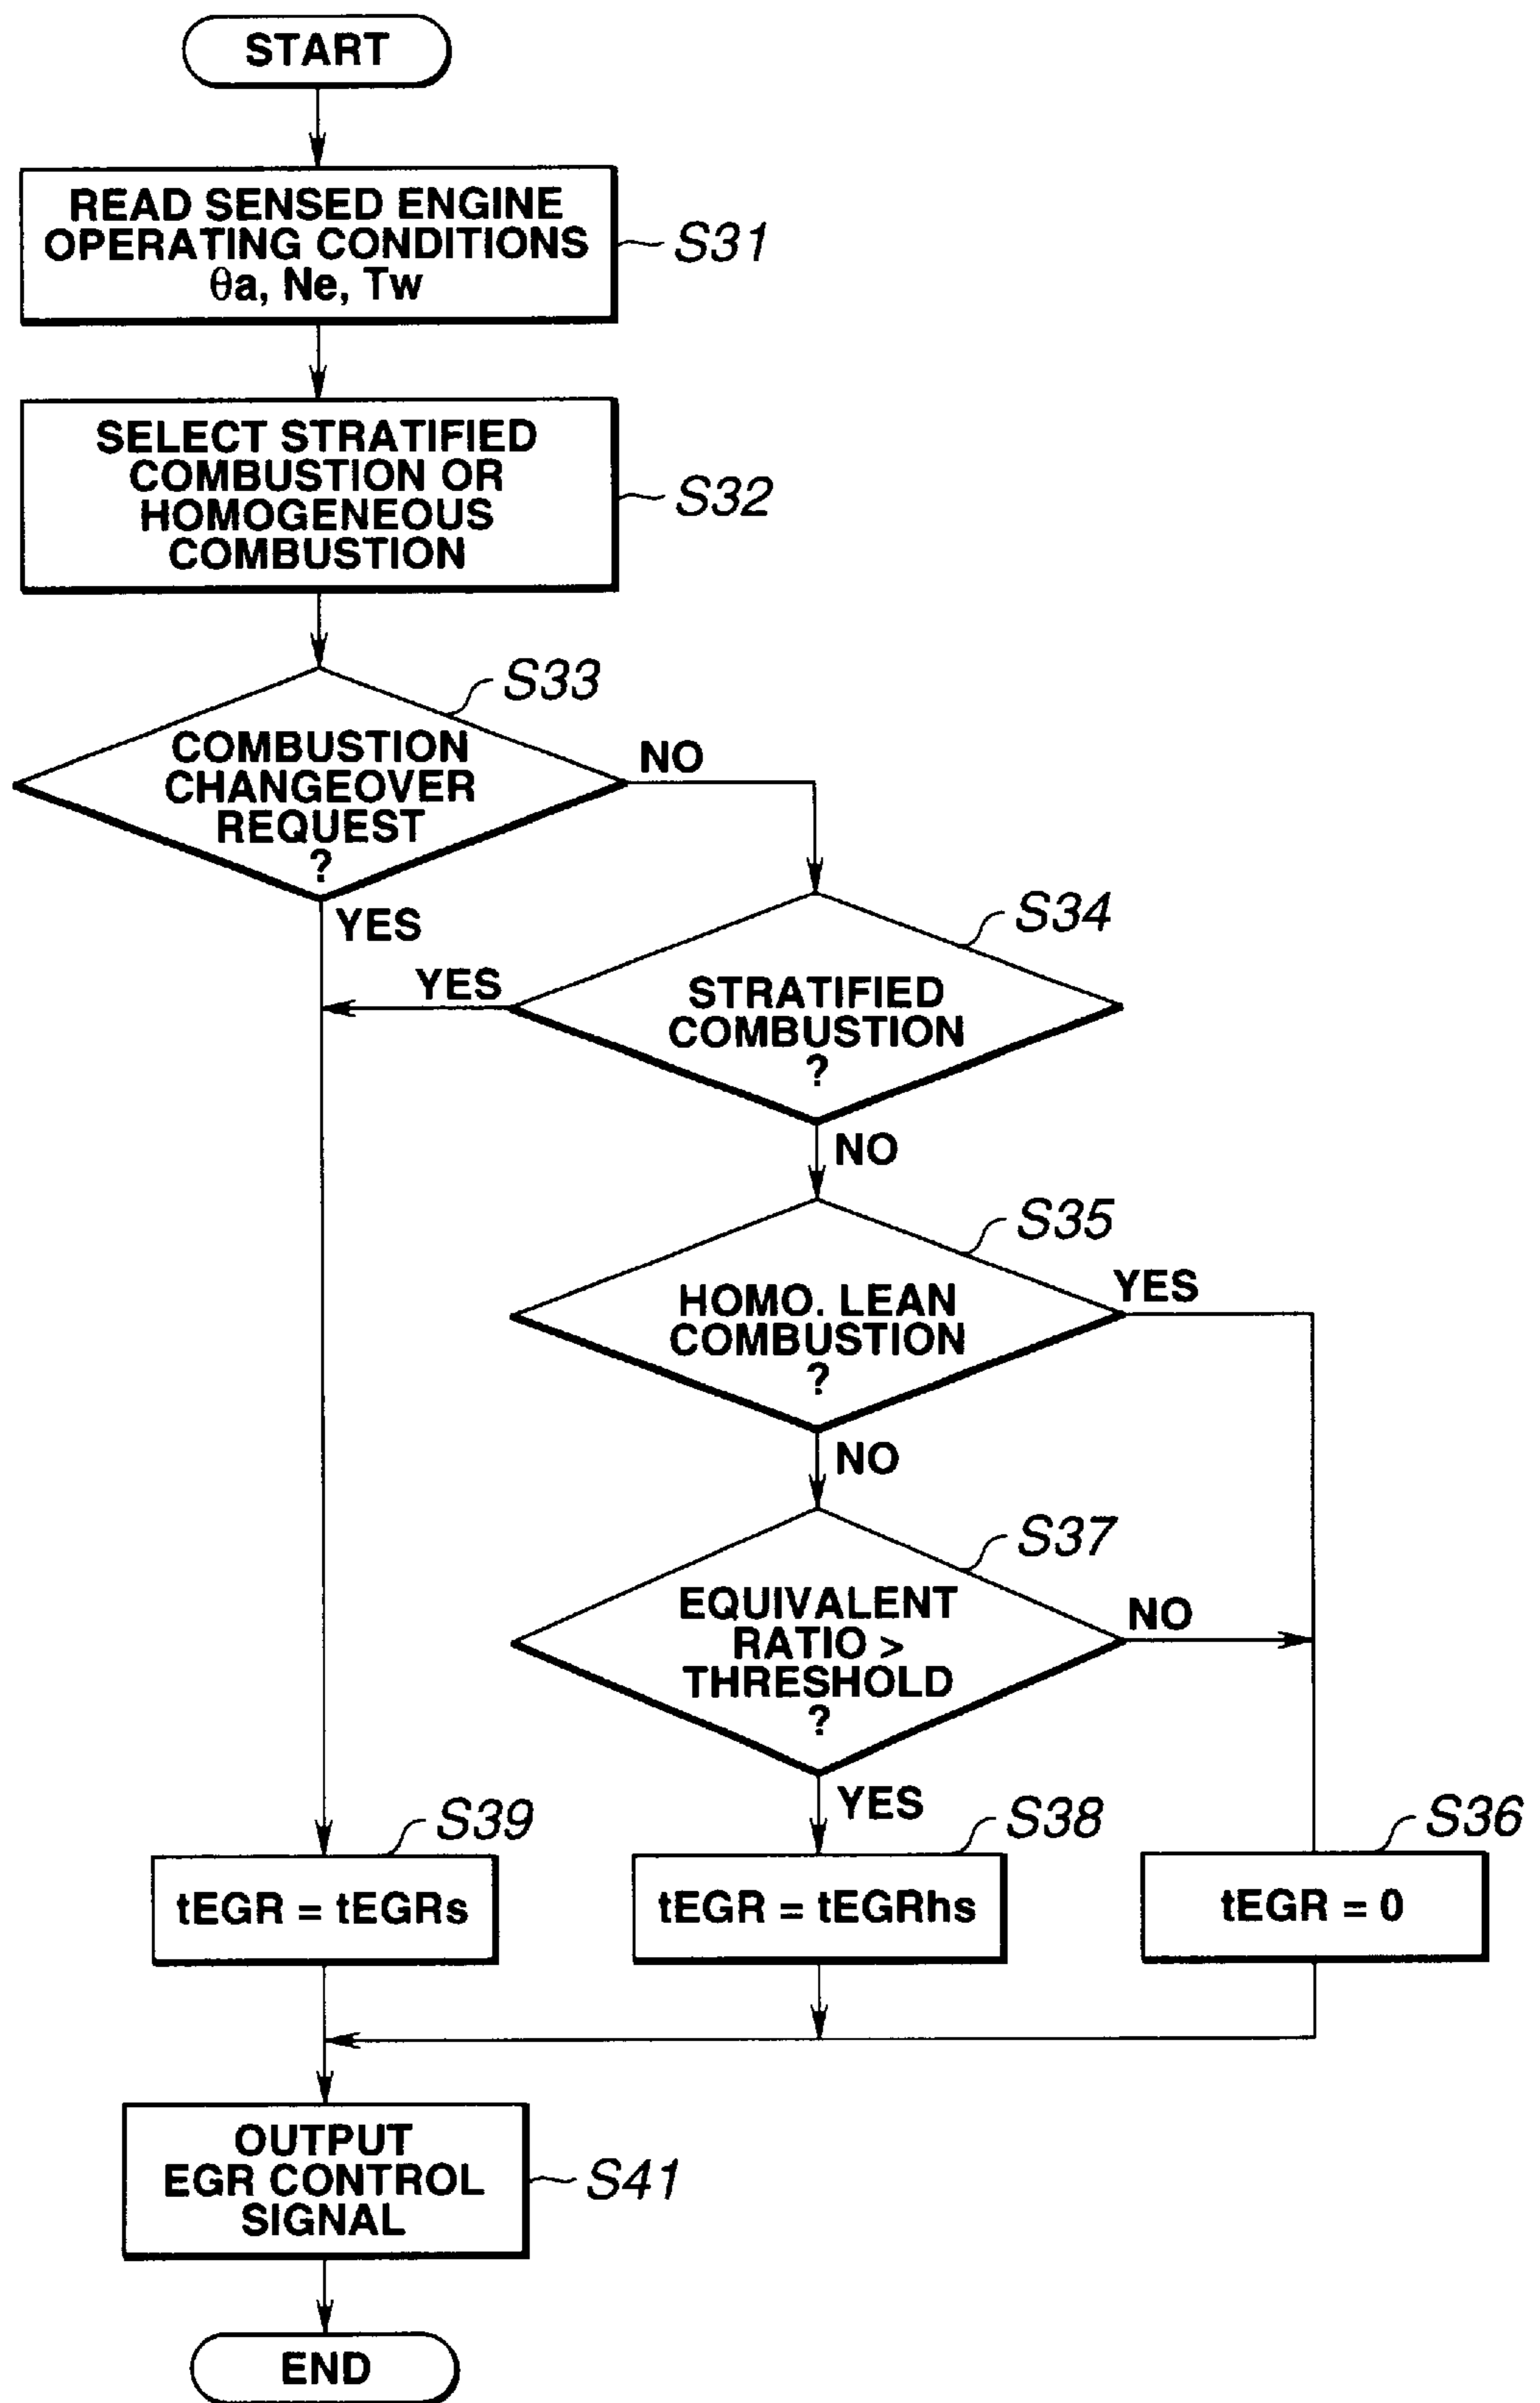 START
READ SENSED ENGINE
OPERATING CONDITIONS
θa, Ne, Tw
S31
SELECT STRATIFIED
COMBUSTION OR
HOMOGENEOUS
COMBUSTION
S32
S33
COMBUSTION
CHANGEOVER
REQUEST
?
NO
YES
S34
STRATIFIED
COMBUSTION
?
YES
NO
S35
HOMO. LEAN
COMBUSTION
?
YES
NO
S37
EQUIVALENT
RATIO >
THRESHOLD
?
NO
YES
S39
tEGR = tEGRs
S38
tEGR = tEGRhs
S36
tEGR = 0
OUTPUT
EGR CONTROL
SIGNAL
S41
END